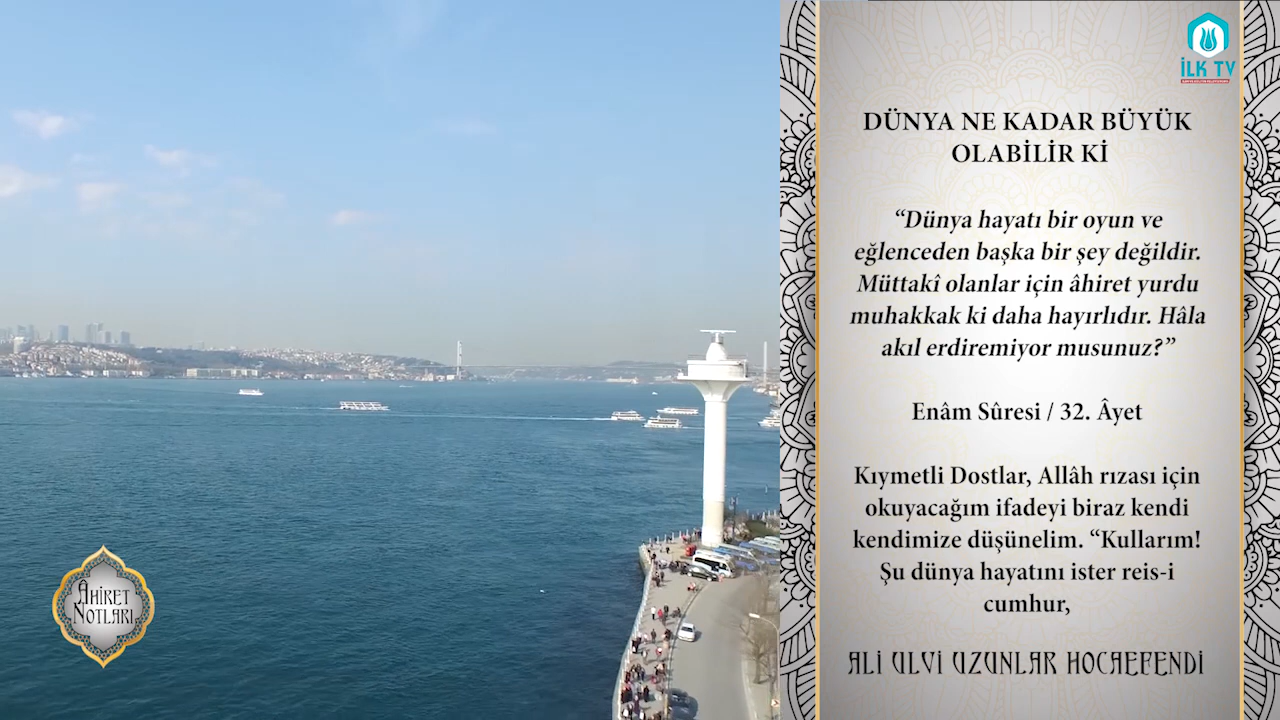 İLK TV
DÜNYA NE KADAR BÜYÜK
OLABİLİR Kİ
“Dünya hayatı bir oyun ve
eğlenceden başka bir şey değildir.
Müttakî olanlar için âhiret yurdu
muhakkak ki daha hayırlıdır. Hâla
akıl erdiremiyor musunuz?”
Enâm Sûresi / 32. Âyet
Kıymetli Dostlar, Allâh rızası için
okuyacağım ifadeyi biraz kendi
kendimize düşünelim. “Kullarım!
Şu dünya hayatını ister reis-i
cumhur,
ALİ ULVİ UZUNLAR HOCAEFENDİ
ÂHİRET
NOTLARI